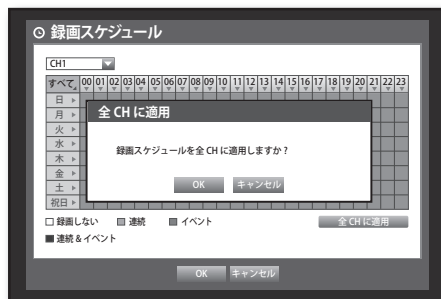 録画スケジュール
CH1
すべて 00 01 02 03 04 05 06 07 08 09 10 11 12 13 14 15 16 17 18 19 20 21 22 23
日
月
火
水
木
金
土
祝日
全 CH に適用
録画スケジュールを全 CH に適用しますか ?
OK キャンセル
録画しない 連続 イベント 全 CH に適用
連続 & イベント
OK キャンセル